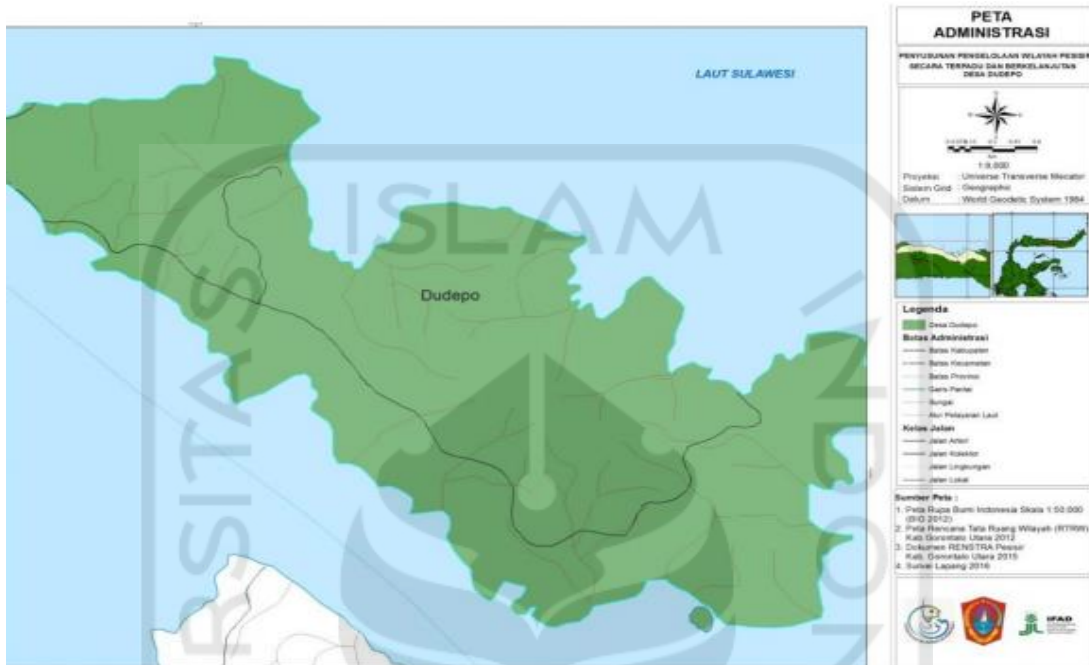 LAUT SULAWESI
Dudepo
ISLAM
RSITAS
INDON
PETA
ADMINISTRASI
PENYUSUNAN PENGELOLAAN WILAYAH PESISIR
SECARA TERPADU DAN BERKELANJUTAN
DESA DUDEPO
Km
1:9.000
Proyeksi : Universe Transverse Mecator
Sistem Grid : Geographic
Datum : World Geodetic System 1984
Legenda
Desa Dudepo
Batas Administrasi
Batas Kabupaten
Batas Kecamatan
Batas Provinsi
Garis Pantai
Sungai
Alur Pelayaran Laut
Kelas Jalan
Jalan Arteri
Jalan Kolektor
Jalan Lingkungan
Jalan Lokal
Sumber Peta :
1. Peta Rupa Bumi Indonesia Skala 1:50.000
(BIG 2012)
2. Peta Rencana Tata Ruang Wilayah (RTRW)
Kab Gorontalo Utara 2012
3. Dokumen RENSTRA Pesisir
Kab. Gorontalo Utara 2015
4. Survei Lapang 2016
IFAD